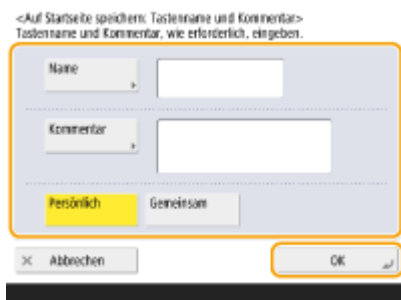 <Auf Startseite speichern: Tastenname und Kommentar>
Tastenname und Kommentar, wie erforderlich, eingeben.
Name
Kommentar
Persönlich Gemeinsam
Abbrechen OK